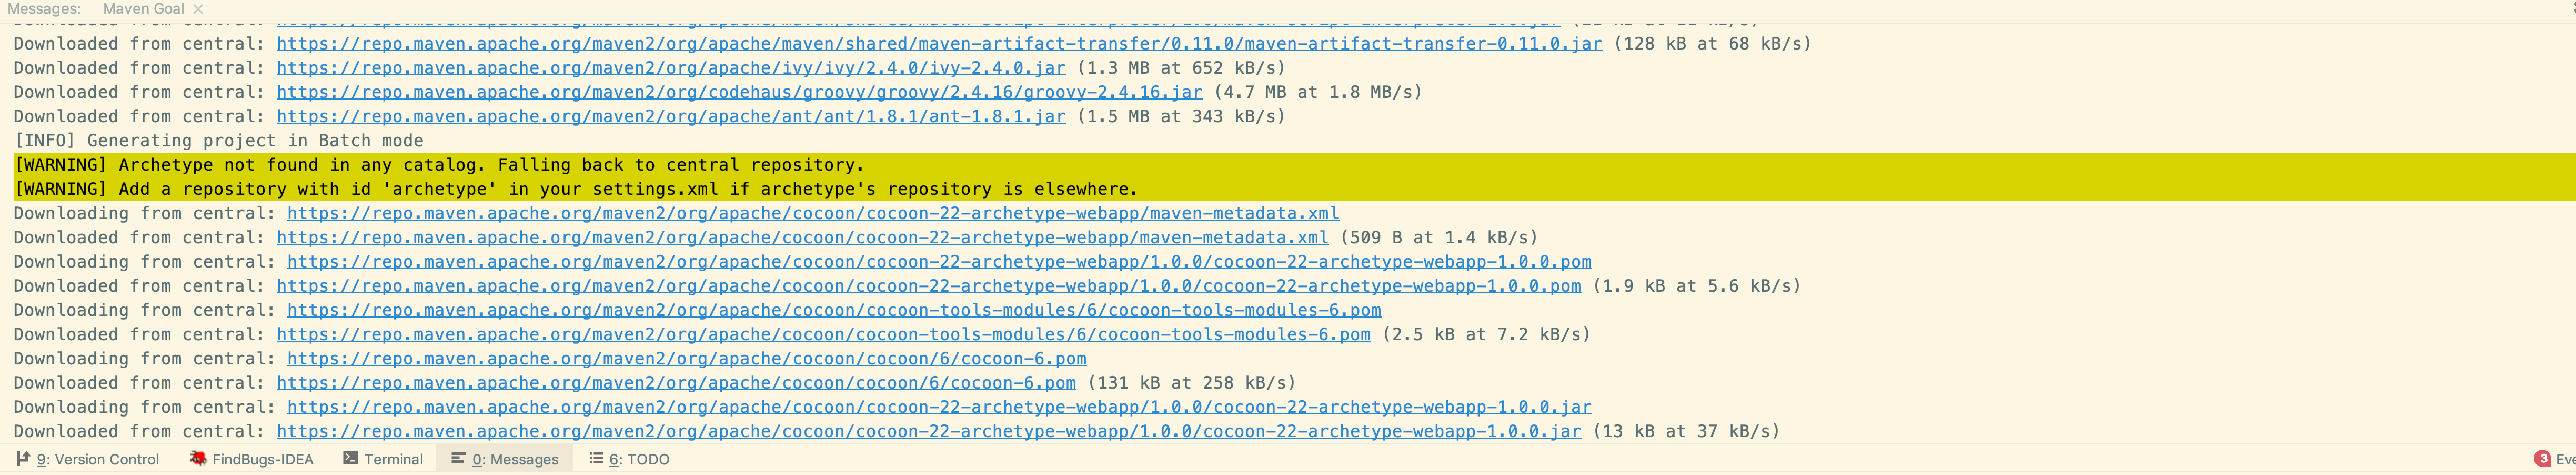 Messages: Maven Goal ×
Downloaded from central: https://repo.maven.apache.org/maven2/org/apache/maven/shared/maven-artifact-transfer/0.11.0/maven-artifact-transfer-0.11.0.jar (128 kB at 68 kB/s)
Downloaded from central: https://repo.maven.apache.org/maven2/org/apache/ivy/ivy/2.4.0/ivy-2.4.0.jar (1.3 MB at 652 kB/s)
Downloaded from central: https://repo.maven.apache.org/maven2/org/codehaus/groovy/groovy/2.4.16/groovy-2.4.16.jar (4.7 MB at 1.8 MB/s)
Downloaded from central: https://repo.maven.apache.org/maven2/org/apache/ant/ant/1.8.1/ant-1.8.1.jar (1.5 MB at 343 kB/s)
[INFO] Generating project in Batch mode
[WARNING] Archetype not found in any catalog. Falling back to central repository.
[WARNING] Add a repository with id 'archetype' in your settings.xml if archetype's repository is elsewhere.
Downloading from central: https://repo.maven.apache.org/maven2/org/apache/cocoon/cocoon-22-archetype-webapp/maven-metadata.xml
Downloaded from central: https://repo.maven.apache.org/maven2/org/apache/cocoon/cocoon-22-archetype-webapp/maven-metadata.xml (509 B at 1.4 kB/s)
Downloading from central: https://repo.maven.apache.org/maven2/org/apache/cocoon/cocoon-22-archetype-webapp/1.0.0/cocoon-22-archetype-webapp-1.0.0.pom
Downloaded from central: https://repo.maven.apache.org/maven2/org/apache/cocoon/cocoon-22-archetype-webapp/1.0.0/cocoon-22-archetype-webapp-1.0.0.pom (1.9 kB at 5.6 kB/s)
Downloading from central: https://repo.maven.apache.org/maven2/org/apache/cocoon/cocoon-tools-modules/6/cocoon-tools-modules-6.pom
Downloaded from central: https://repo.maven.apache.org/maven2/org/apache/cocoon/cocoon-tools-modules/6/cocoon-tools-modules-6.pom (2.5 kB at 7.2 kB/s)
Downloading from central: https://repo.maven.apache.org/maven2/org/apache/cocoon/cocoon/6/cocoon-6.pom
Downloaded from central: https://repo.maven.apache.org/maven2/org/apache/cocoon/cocoon/6/cocoon-6.pom (131 kB at 258 kB/s)
Downloading from central: https://repo.maven.apache.org/maven2/org/apache/cocoon/cocoon-22-archetype-webapp/1.0.0/cocoon-22-archetype-webapp-1.0.0.jar
Downloaded from central: https://repo.maven.apache.org/maven2/org/apache/cocoon/cocoon-22-archetype-webapp/1.0.0/cocoon-22-archetype-webapp-1.0.0.jar (13 kB at 37 kB/s)
9: Version Control FindBugs-IDEA Terminal 0: Messages 6: TODO 3 Eve